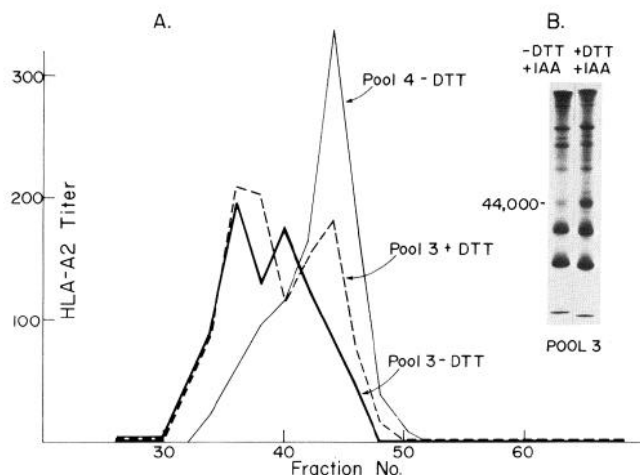 A.
B.
-DTT +DTT
+IAA +IAA
300
200
100
HLA-A2 Titer
Pool 4 - DTT
Pool 3 + DTT
Pool 3 - DTT
44,000-
POOL 3
30 40 50 60
Fraction No.